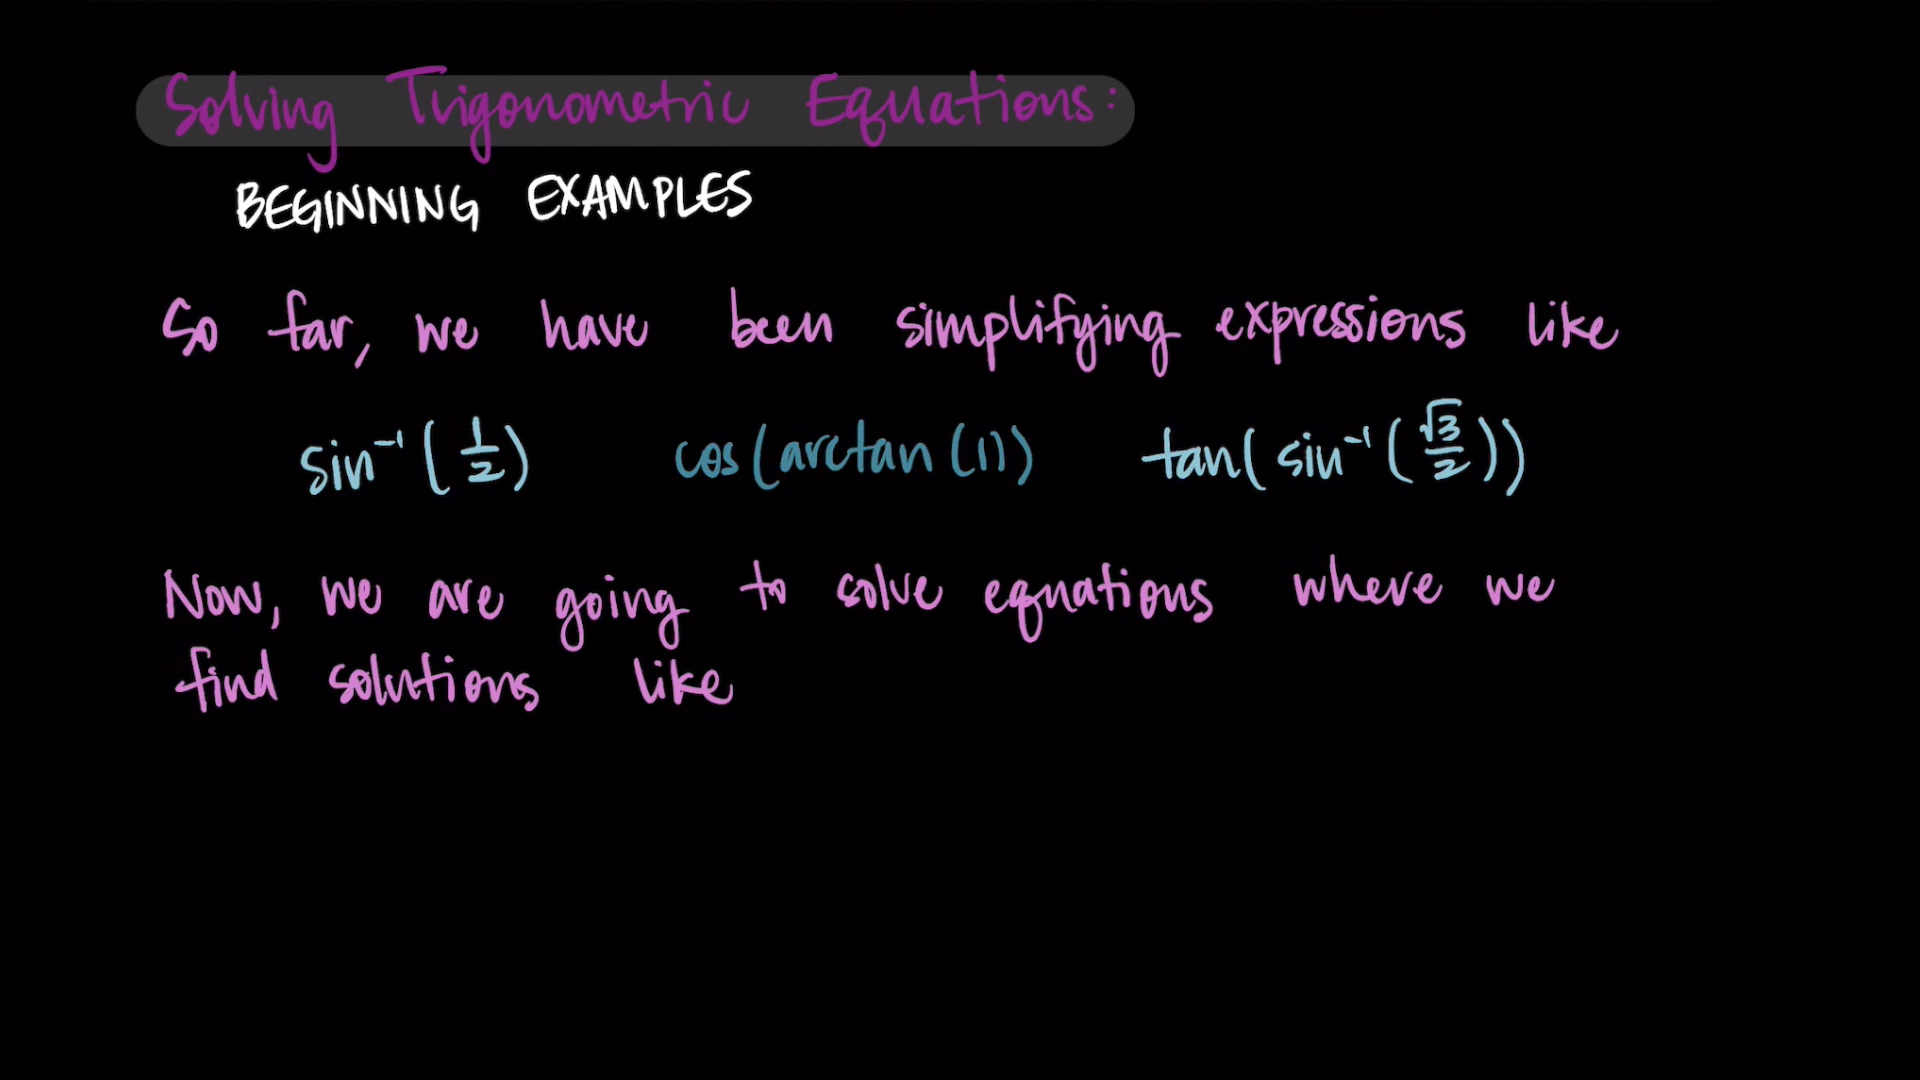 Solving Trigonometric Equations:
BEGINNING EXAMPLES
So far, we have been simplifying expressions like
sin⁻¹(1/2) cos(arctan(1)) tan(sin⁻¹(√3/2))
Now, we are going to solve equations where we
find solutions like